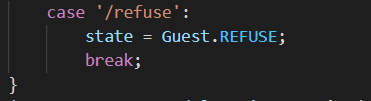 case '/refuse':
state = Guest.REFUSE;
break;
}